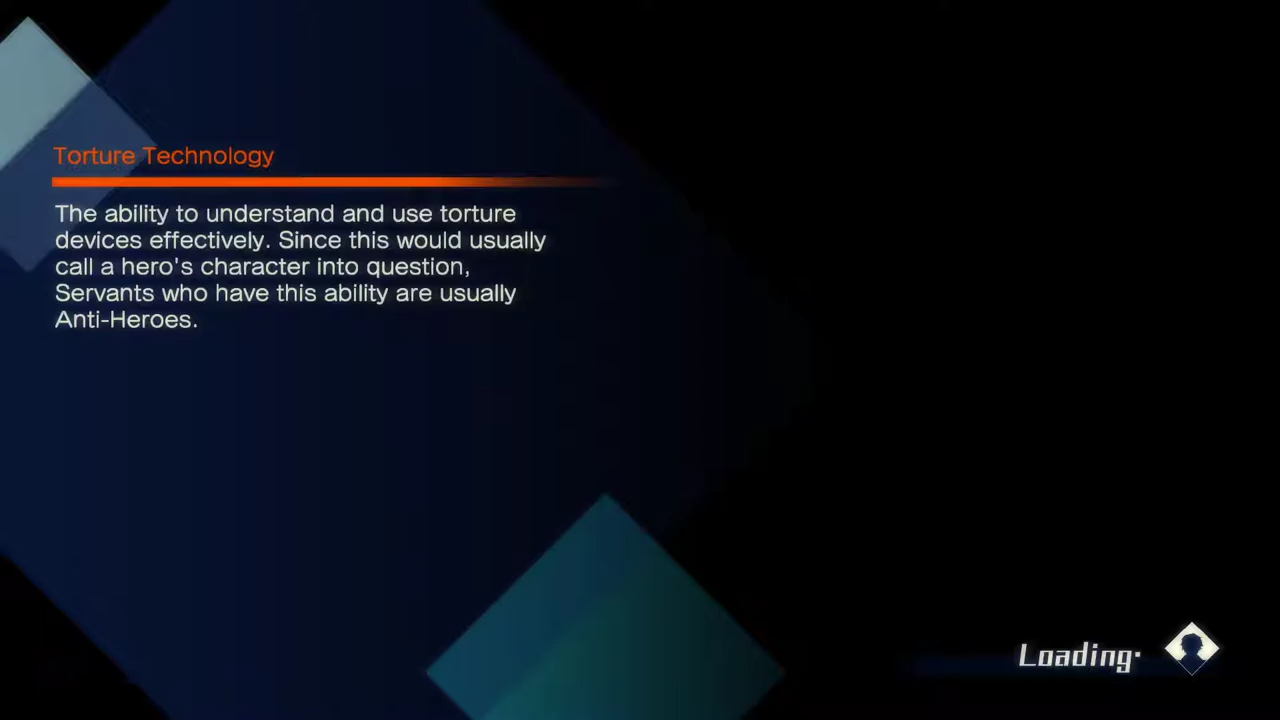 Torture Technology
The ability to understand and use torture
devices effectively. Since this would usually
call a hero's character into question,
Servants who have this ability are usually
Anti-Heroes.
Loading·